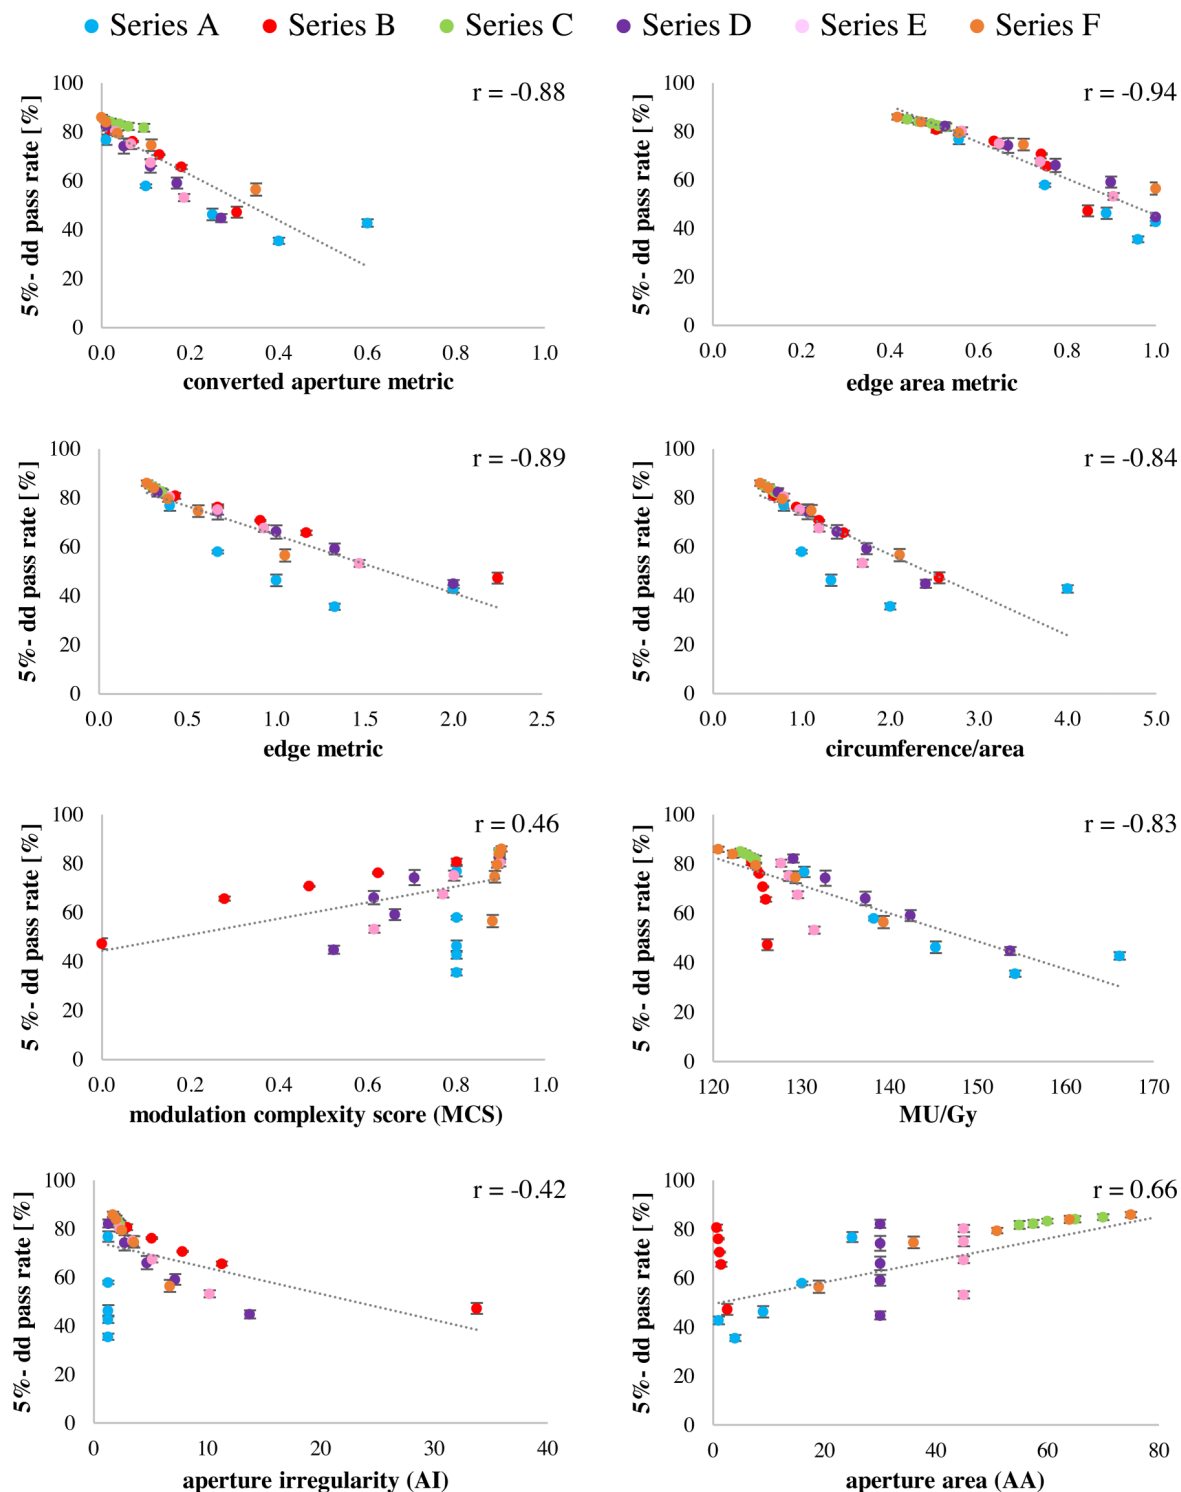 Series A Series B Series C Series D Series E Series F
r = -0.88
5%- dd pass rate [%]
100
80
60
40
20
0
0.0 0.2 0.4 0.6 0.8 1.0
converted aperture metric
r = -0.94
5%- dd pass rate [%]
100
80
60
40
20
0
0.0 0.2 0.4 0.6 0.8 1.0
edge area metric
r = -0.89
5%- dd pass rate [%]
100
80
60
40
20
0
0.0 0.5 1.0 1.5 2.0 2.5
edge metric
r = -0.84
5%- dd pass rate [%]
100
80
60
40
20
0
0.0 1.0 2.0 3.0 4.0 5.0
circumference/area
r = 0.46
5 %- dd pass rate [%]
100
80
60
40
20
0
0.0 0.2 0.4 0.6 0.8 1.0
modulation complexity score (MCS)
r = -0.83
5 %- dd pass rate [%]
100
80
60
40
20
0
120 130 140 150 160 170
MU/Gy
r = -0.42
5%- dd pass rate [%]
100
80
60
40
20
0
0 10 20 30 40
aperture irregularity (AI)
r = 0.66
5%- dd pass rate [%]
100
80
60
40
20
0
0 20 40 60 80
aperture area (AA)